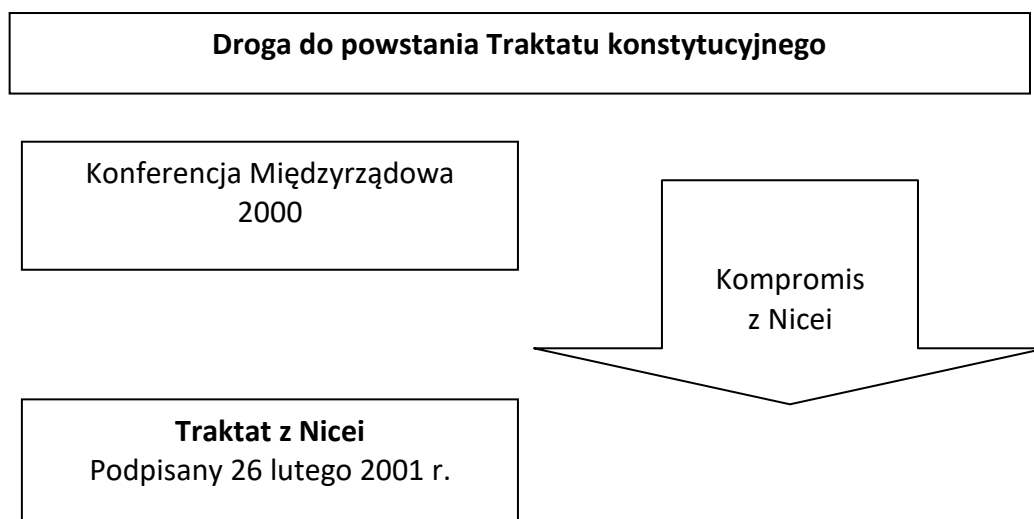 Droga do powstania Traktatu konstytucyjnego
Konferencja Międzyrządowa
2000
Kompromis
z Nicei
Traktat z Nicei
Podpisany 26 lutego 2001 r.